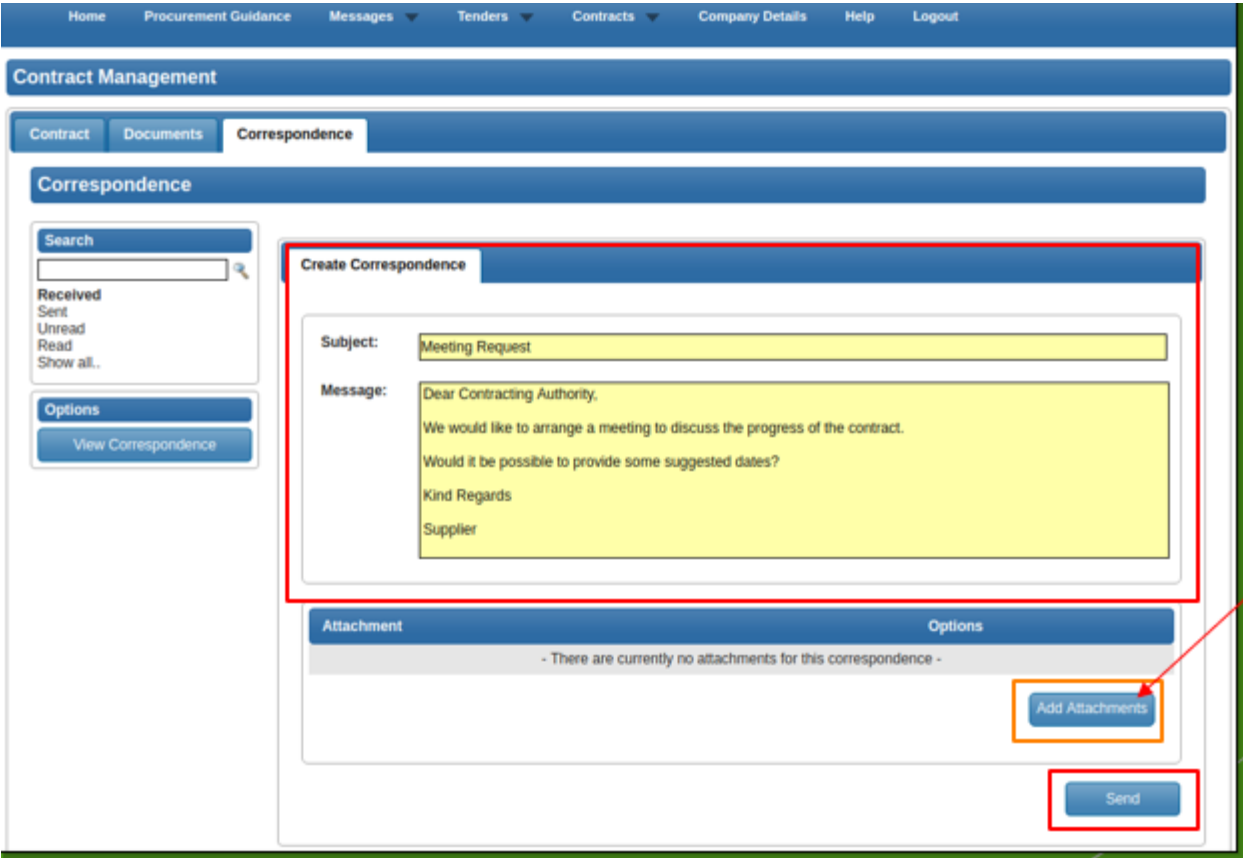 Home Procurement Guidance Messages Tenders Contracts Company Details Help Logout
Contract Management
Contract Documents Correspondence
Correspondence
Search
Received
Sent
Unread
Read
Show all..
Options
View Correspondence
Create Correspondence
Subject: Meeting Request
Message: Dear Contracting Authority,
We would like to arrange a meeting to discuss the progress of the contract.
Would it be possible to provide some suggested dates?
Kind Regards
Supplier
Attachment Options
- There are currently no attachments for this correspondence -
Add Attachments
Send